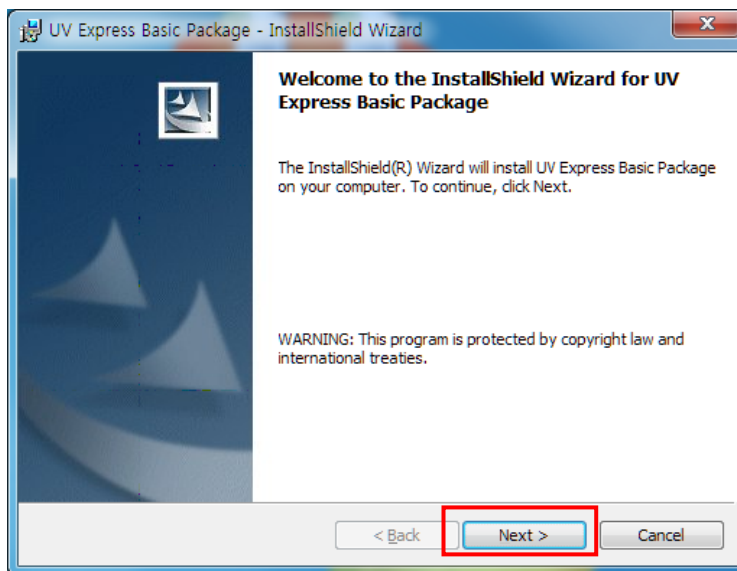 UV Express Basic Package - InstallShield Wizard
Welcome to the InstallShield Wizard for UV
Express Basic Package
The InstallShield(R) Wizard will install UV Express Basic Package
on your computer. To continue, click Next.
WARNING: This program is protected by copyright law and
international treaties.
< Back
Next >
Cancel